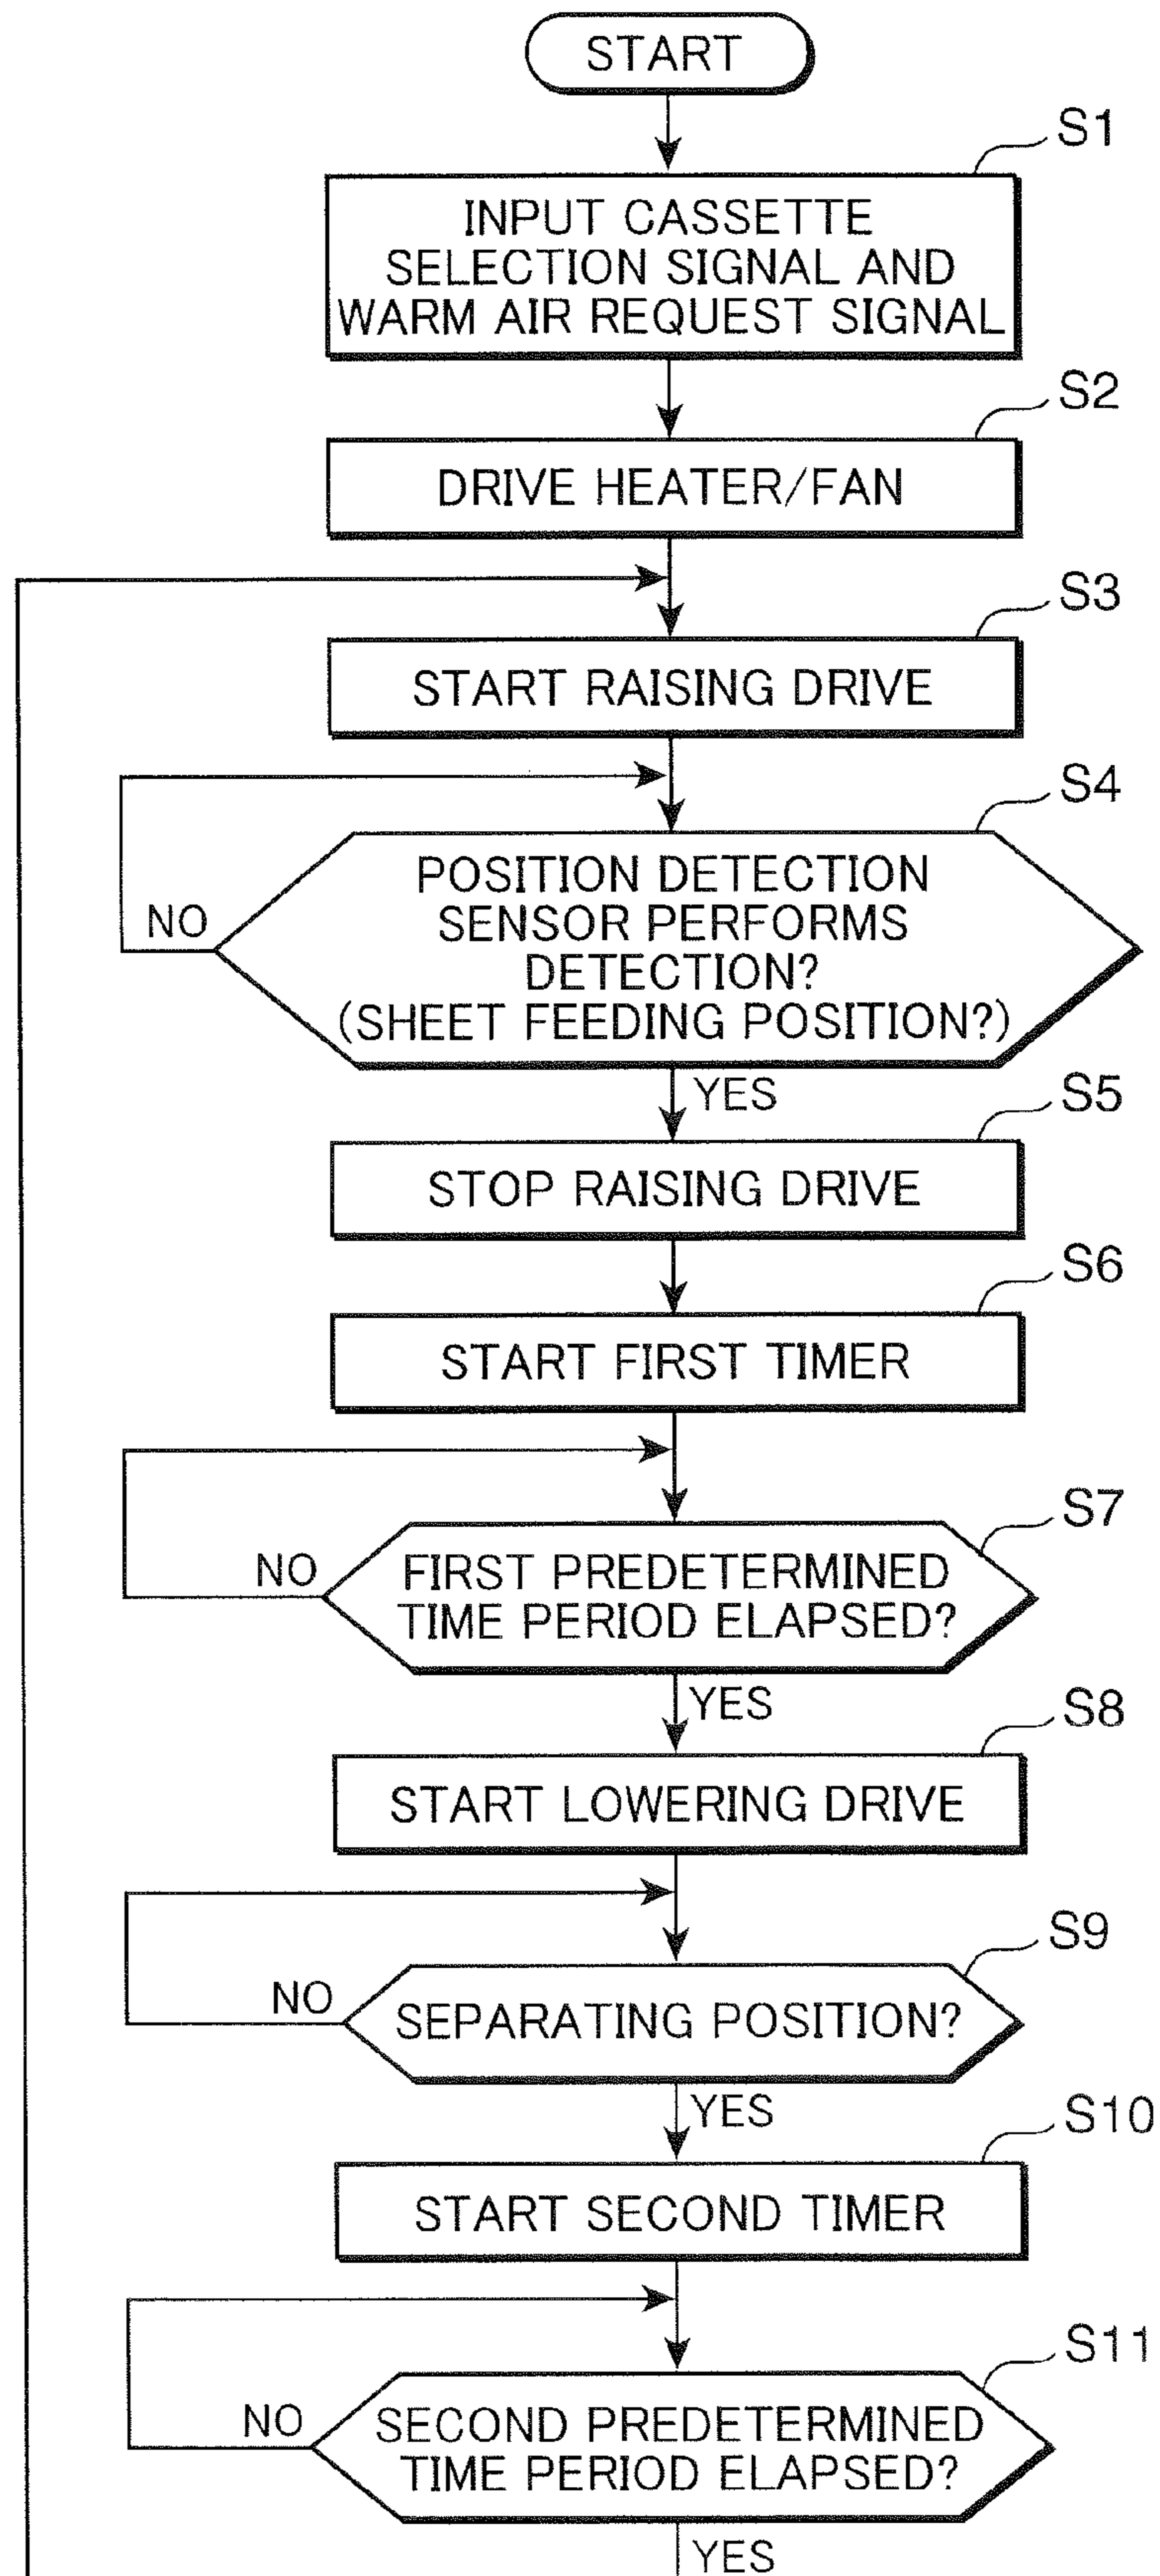 START
S1
INPUT CASSETTE
SELECTION SIGNAL AND
WARM AIR REQUEST SIGNAL
S2
DRIVE HEATER/FAN
S3
START RAISING DRIVE
S4
POSITION DETECTION
SENSOR PERFORMS
DETECTION?
(SHEET FEEDING POSITION?)
NO
YES
S5
STOP RAISING DRIVE
S6
START FIRST TIMER
S7
FIRST PREDETERMINED
TIME PERIOD ELAPSED?
NO
YES
S8
START LOWERING DRIVE
S9
SEPARATING POSITION?
NO
YES
S10
START SECOND TIMER
S11
SECOND PREDETERMINED
TIME PERIOD ELAPSED?
NO
YES